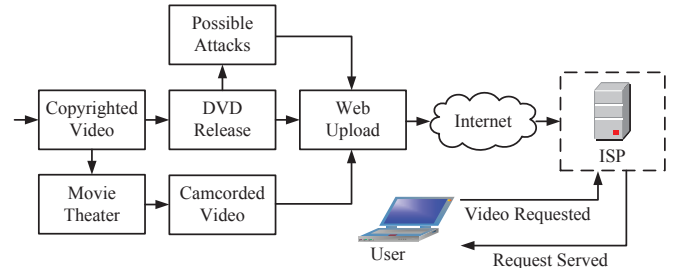 Possible
Attacks
Copyrighted
Video
DVD
Release
Web
Upload
Internet
ISP
Movie
Theater
Camcorded
Video
User
Video Requested
Request Served